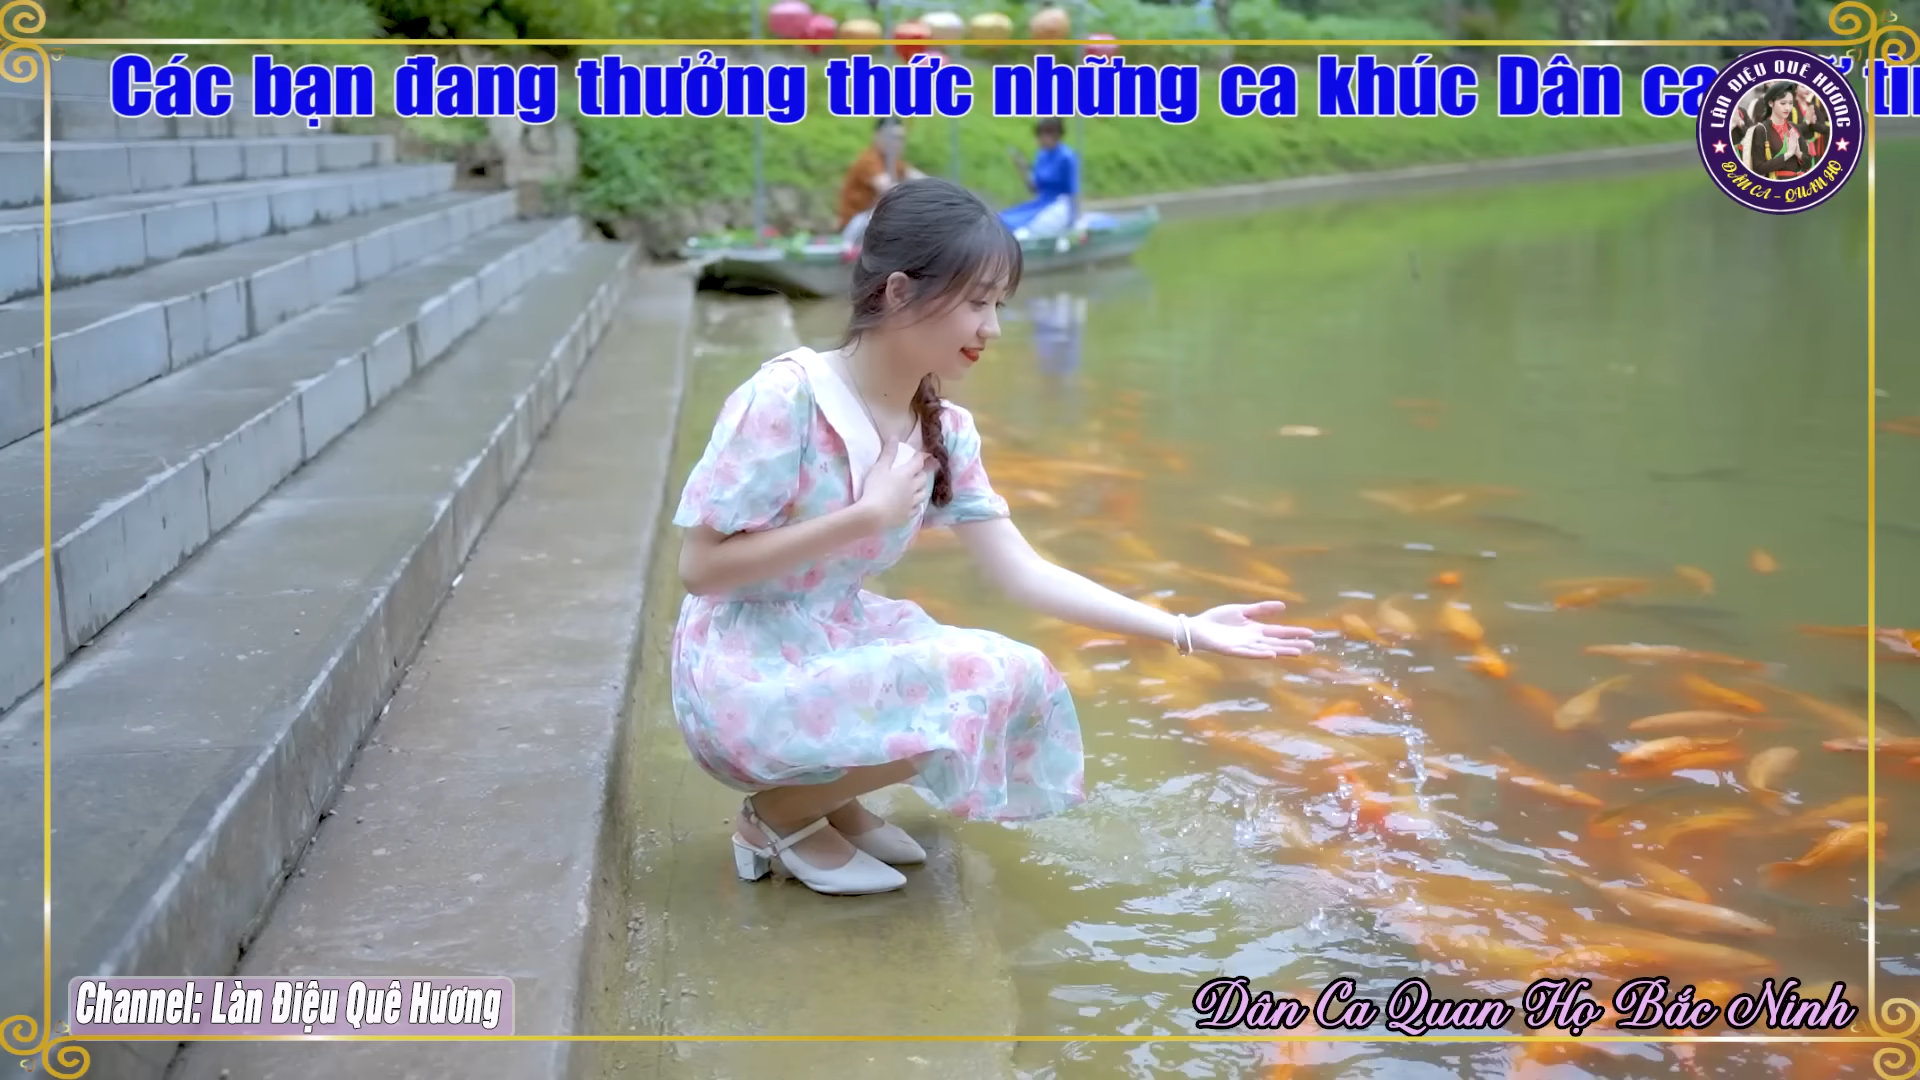 Các bạn đang thưởng thức những ca khúc Dân ca
LÀN ĐIỆU QUÊ HƯƠNG
DÂN CA - QUAN HỌ
Channel: Làn Điệu Quê Hương
Dân Ca Quan Họ Bắc Ninh